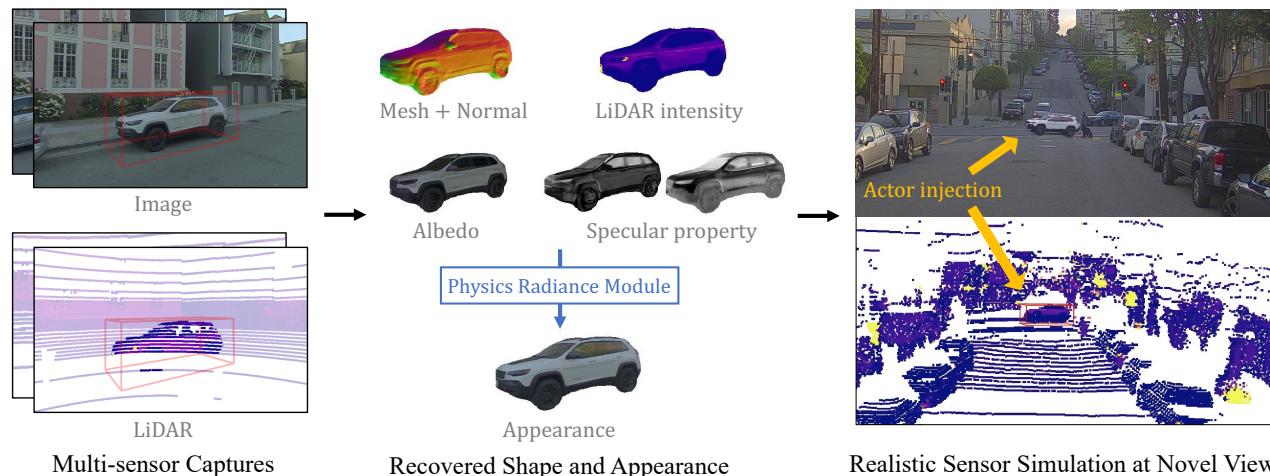 Image
LiDAR
Multi-sensor Captures
Mesh + Normal
LiDAR intensity
Albedo
Specular property
Physics Radiance Module
Appearance
Recovered Shape and Appearance
Actor injection
Realistic Sensor Simulation at Novel View